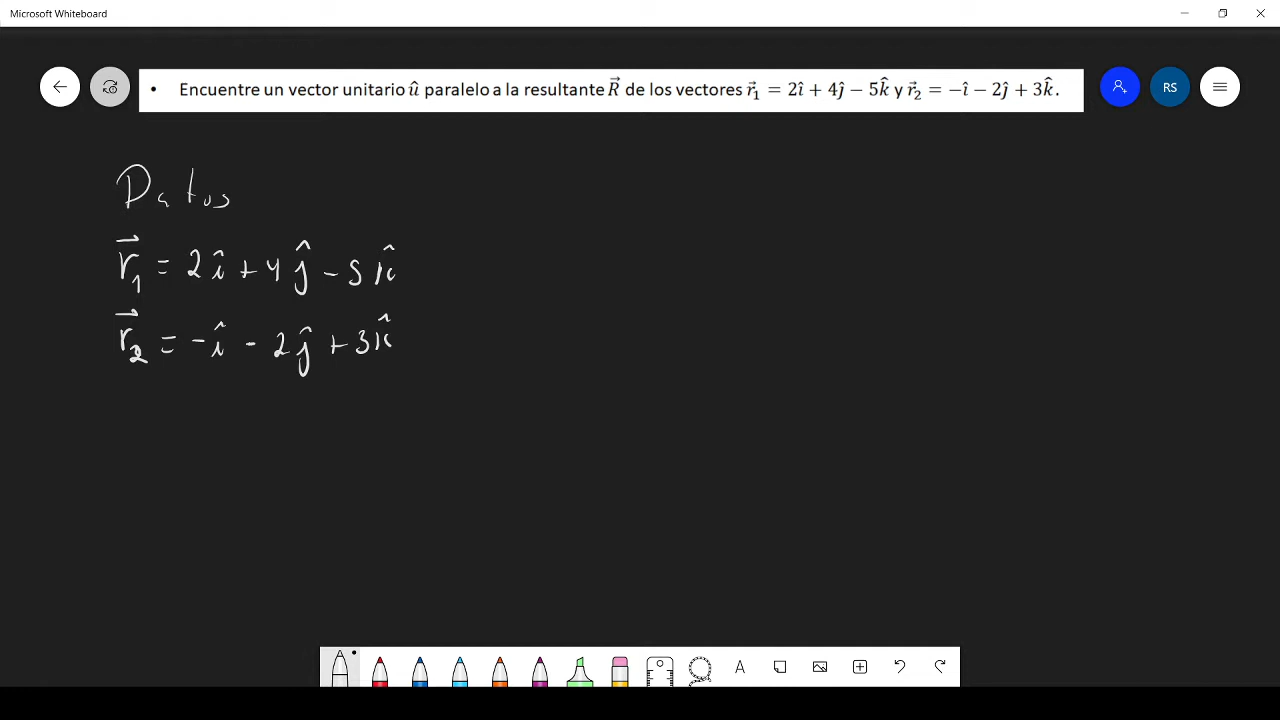 Microsoft Whiteboard
• Encuentre un vector unitario û paralelo a la resultante R⃗ de los vectores r⃗₁ = 2î + 4ĵ − 5k̂ y r⃗₂ = −î − 2ĵ + 3k̂.
RS
Datos
r⃗₁ = 2î + 4ĵ − 5k̂
r⃗₂ = −î − 2ĵ + 3k̂
A